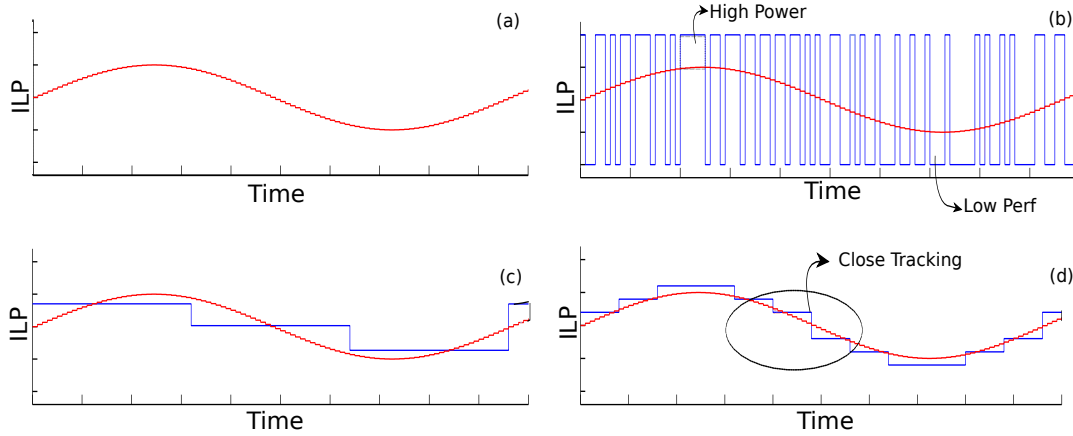 (a)
ILP
Time
High Power
(b)
ILP
Time
Low Perf
(c)
ILP
Time
Close Tracking
(d)
ILP
Time